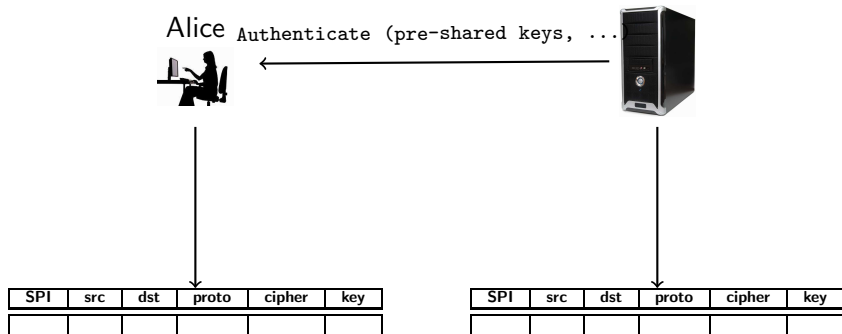 Alice
Authenticate (pre-shared keys, ...)
SPI src dst proto cipher key
SPI src dst proto cipher key